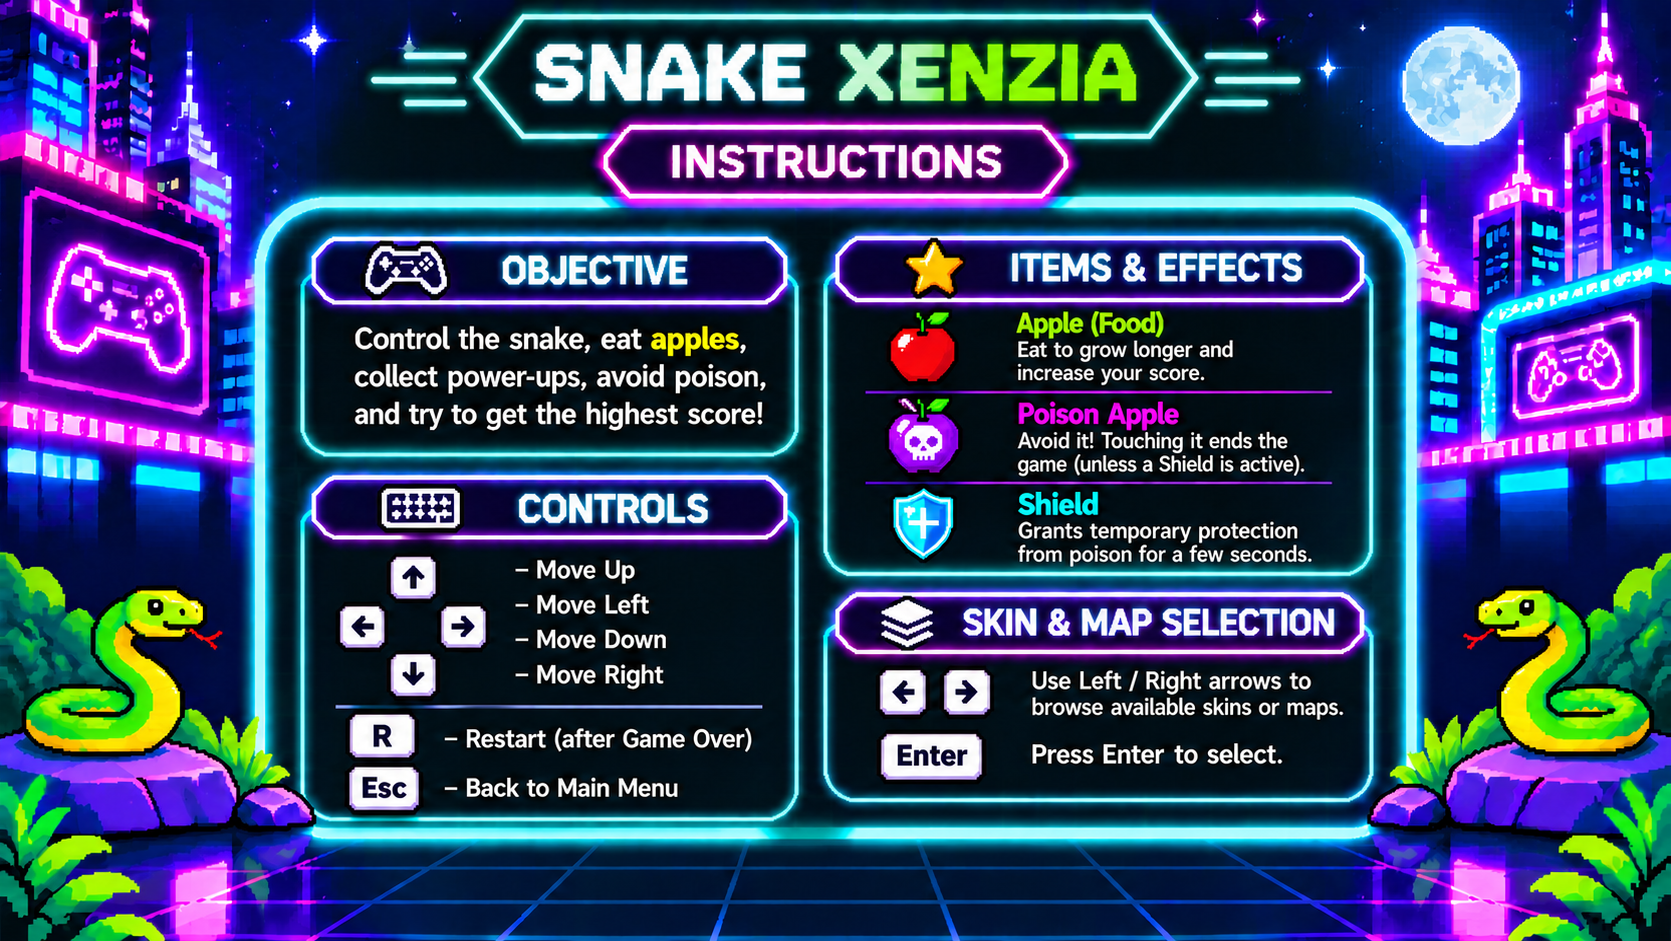 SNAKE XENZIA
INSTRUCTIONS
OBJECTIVE
Control the snake, eat apples,
collect power-ups, avoid poison,
and try to get the highest score!
CONTROLS
– Move Up
– Move Left
– Move Down
– Move Right
R – Restart (after Game Over)
Esc – Back to Main Menu
ITEMS & EFFECTS
Apple (Food)
Eat to grow longer and
increase your score.
Poison Apple
Avoid it! Touching it ends the
game (unless a Shield is active).
Shield
Grants temporary protection
from poison for a few seconds.
SKIN & MAP SELECTION
Use Left / Right arrows to
browse available skins or maps.
Enter Press Enter to select.